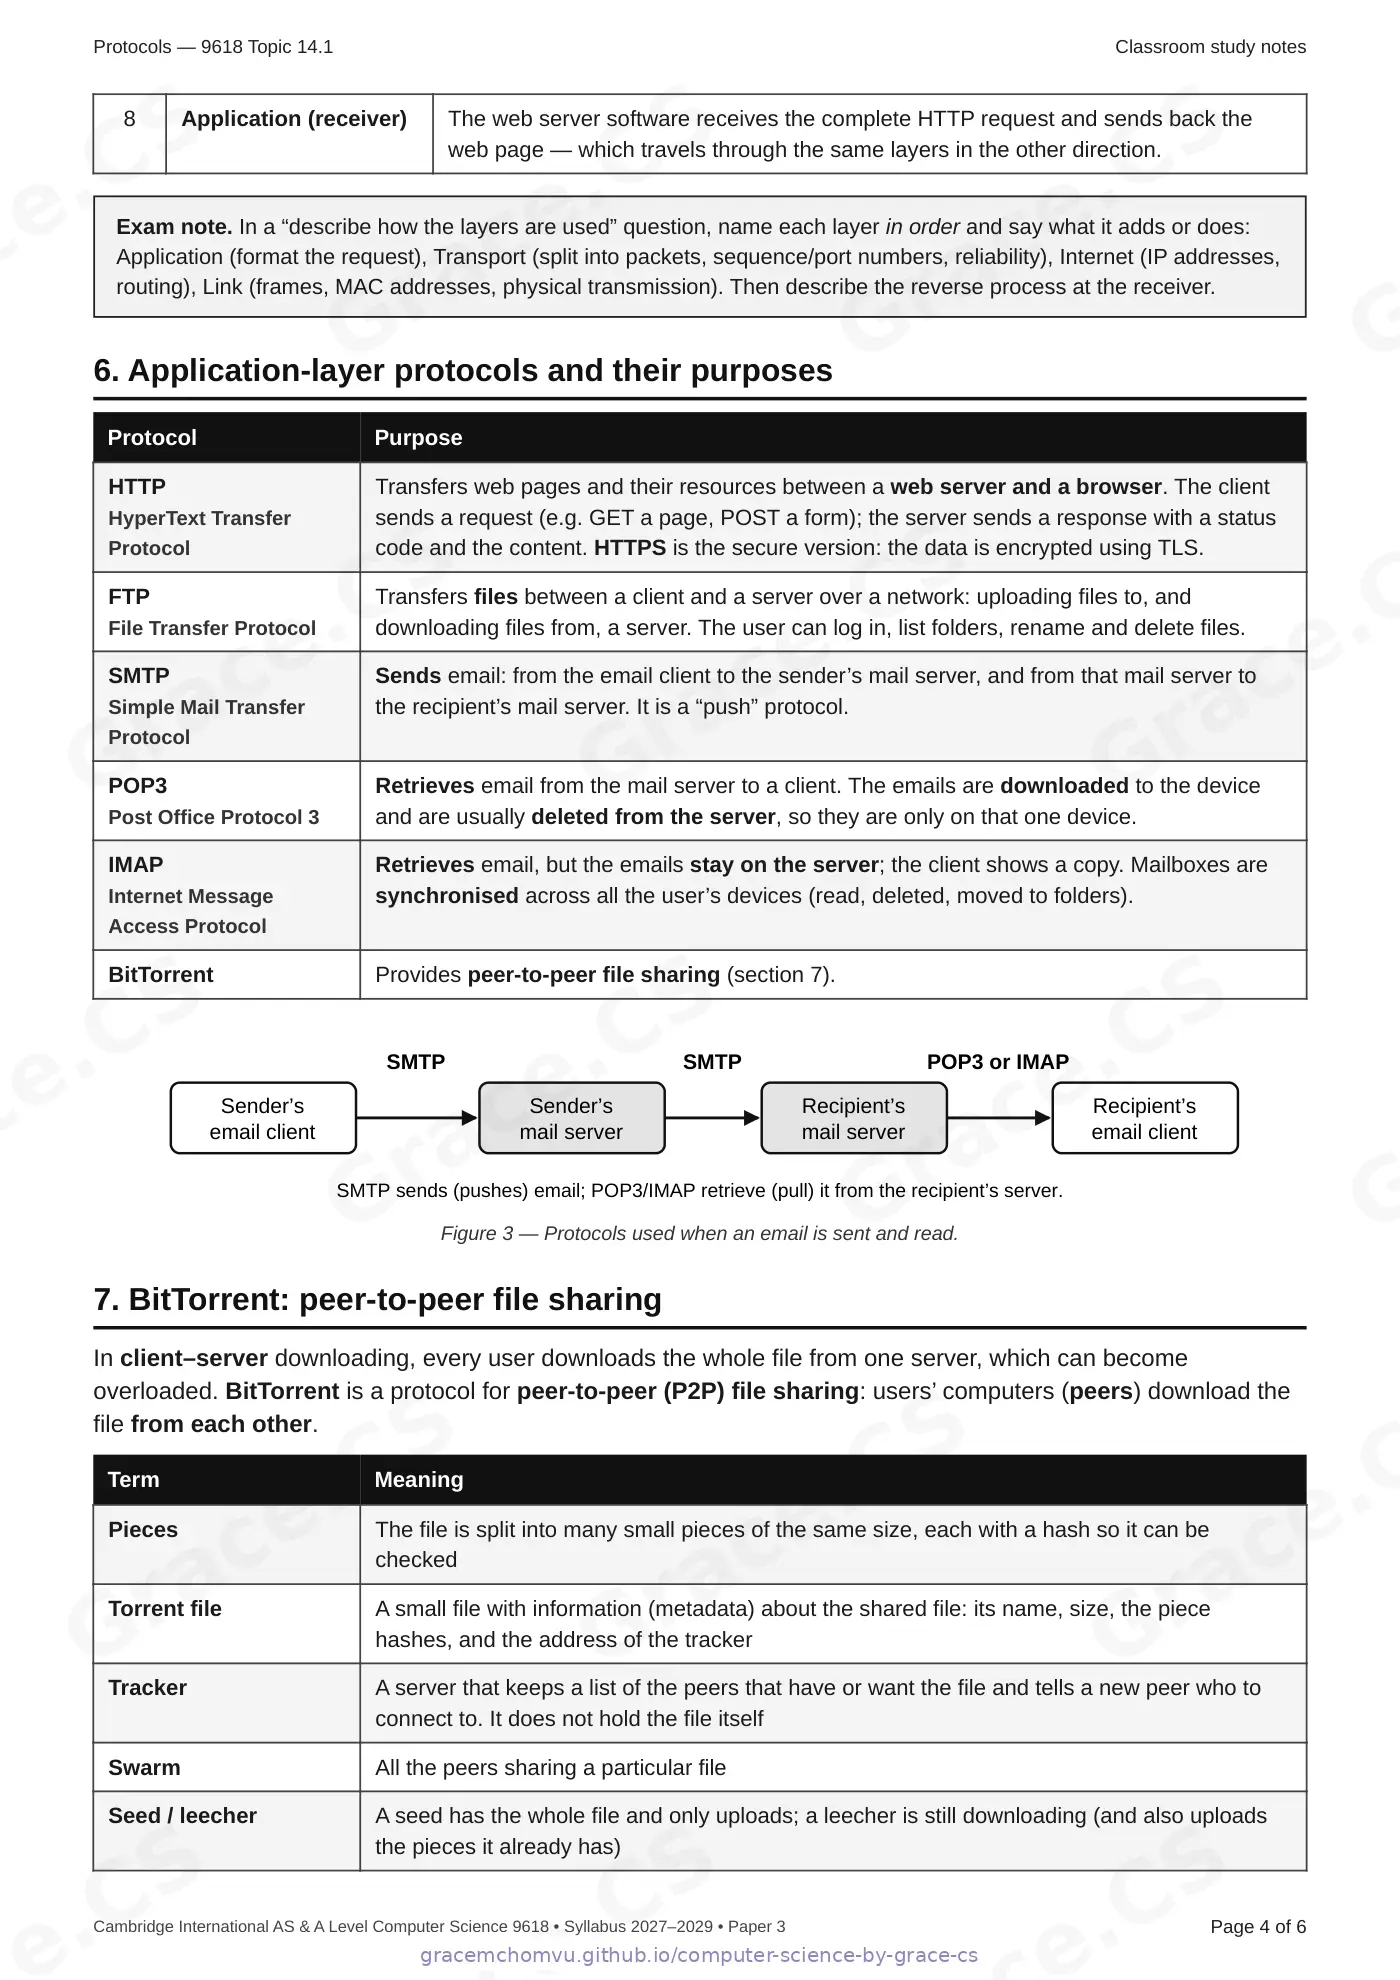 Protocols — 9618 Topic 14.1
Classroom study notes
8
Application (receiver)
The web server software receives the complete HTTP request and sends back the
web page — which travels through the same layers in the other direction.
Exam note. In a “describe how the layers are used” question, name each layer in order and say what it adds or does:
Application (format the request), Transport (split into packets, sequence/port numbers, reliability), Internet (IP addresses,
routing), Link (frames, MAC addresses, physical transmission). Then describe the reverse process at the receiver.
6. Application-layer protocols and their purposes
Protocol
Purpose
HTTP
HyperText Transfer
Protocol
Transfers web pages and their resources between a web server and a browser. The client
sends a request (e.g. GET a page, POST a form); the server sends a response with a status
code and the content. HTTPS is the secure version: the data is encrypted using TLS.
FTP
File Transfer Protocol
Transfers files between a client and a server over a network: uploading files to, and
downloading files from, a server. The user can log in, list folders, rename and delete files.
SMTP
Simple Mail Transfer
Protocol
Sends email: from the email client to the sender’s mail server, and from that mail server to
the recipient’s mail server. It is a “push” protocol.
POP3
Post Office Protocol 3
Retrieves email from the mail server to a client. The emails are downloaded to the device
and are usually deleted from the server, so they are only on that one device.
IMAP
Internet Message
Access Protocol
Retrieves email, but the emails stay on the server; the client shows a copy. Mailboxes are
synchronised across all the user’s devices (read, deleted, moved to folders).
BitTorrent
Provides peer-to-peer file sharing (section 7).
SMTP
SMTP
POP3 or IMAP
Sender’s
email client
Sender’s
mail server
Recipient’s
mail server
Recipient’s
email client
SMTP sends (pushes) email; POP3/IMAP retrieve (pull) it from the recipient’s server.
Figure 3 — Protocols used when an email is sent and read.
7. BitTorrent: peer-to-peer file sharing
In client–server downloading, every user downloads the whole file from one server, which can become
overloaded. BitTorrent is a protocol for peer-to-peer (P2P) file sharing: users’ computers (peers) download the
file from each other.
Term
Meaning
Pieces
The file is split into many small pieces of the same size, each with a hash so it can be
checked
Torrent file
A small file with information (metadata) about the shared file: its name, size, the piece
hashes, and the address of the tracker
Tracker
A server that keeps a list of the peers that have or want the file and tells a new peer who to
connect to. It does not hold the file itself
Swarm
All the peers sharing a particular file
Seed / leecher
A seed has the whole file and only uploads; a leecher is still downloading (and also uploads
the pieces it already has)
Cambridge International AS & A Level Computer Science 9618 • Syllabus 2027–2029 • Paper 3
Page 4 of 6
gracemchomvu.github.io/computer-science-by-grace-cs
Grace.CS